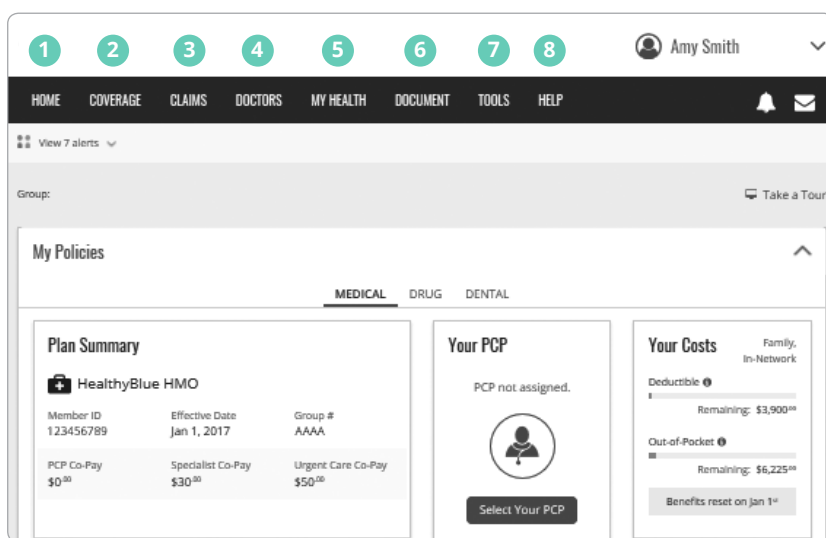 1 2 3 4 5 6 7 8
Amy Smith
HOME COVERAGE CLAIMS DOCTORS MY HEALTH DOCUMENT TOOLS HELP
View 7 alerts
Group:
Take a Tour
My Policies
MEDICAL DRUG DENTAL
Plan Summary
HealthyBlue HMO
Member ID Effective Date Group #
123456789 Jan 1, 2017 AAAA
PCP Co-Pay Specialist Co-Pay Urgent Care Co-Pay
$0.00 $30.00 $50.00
Your PCP
PCP not assigned.
Select Your PCP
Your Costs
Family,
In-Network
Deductible
Remaining: $3,900⁰⁰
Out-of-Pocket
Remaining: $6,225⁰⁰
Benefits reset on Jan 1st